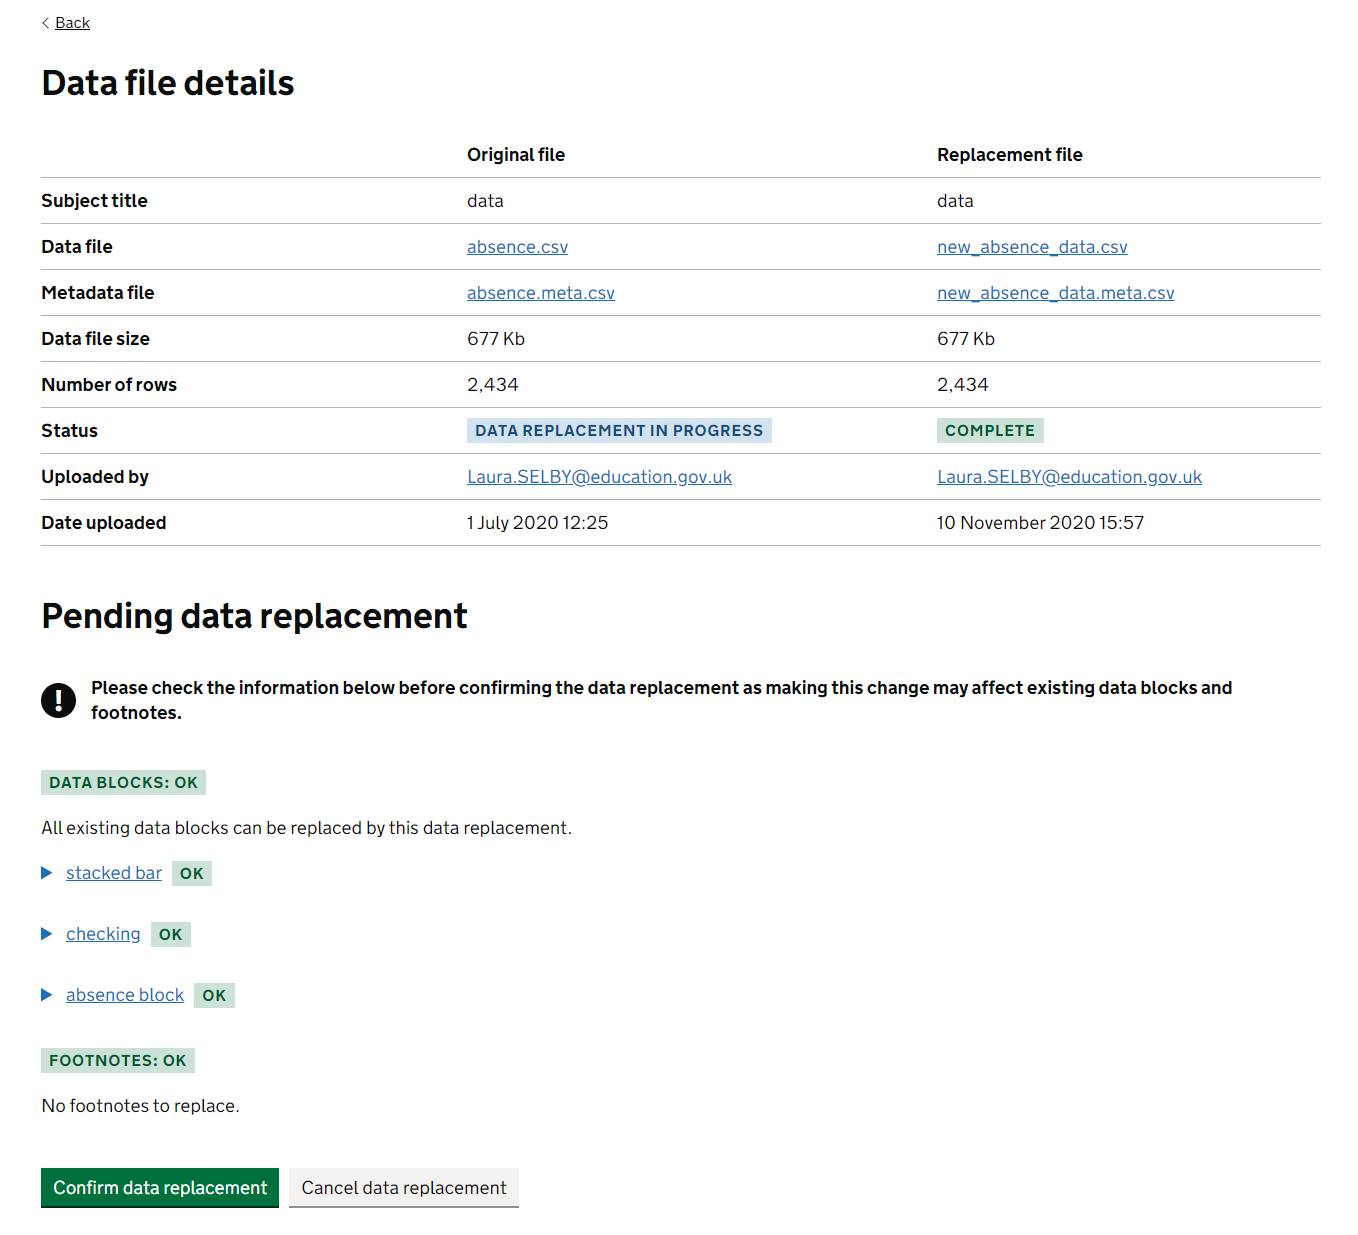 Back
Data file details
Original file Replacement file
Subject title data data
Data file absence.csv new_absence_data.csv
Metadata file absence.meta.csv new_absence_data.meta.csv
Data file size 677 Kb 677 Kb
Number of rows 2,434 2,434
Status DATA REPLACEMENT IN PROGRESS COMPLETE
Uploaded by Laura.SELBY@education.gov.uk Laura.SELBY@education.gov.uk
Date uploaded 1 July 2020 12:25 10 November 2020 15:57
Pending data replacement
! Please check the information below before confirming the data replacement as making this change may affect existing data blocks and
footnotes.
DATA BLOCKS: OK
All existing data blocks can be replaced by this data replacement.
stacked bar OK
checking OK
absence block OK
FOOTNOTES: OK
No footnotes to replace.
Confirm data replacement Cancel data replacement